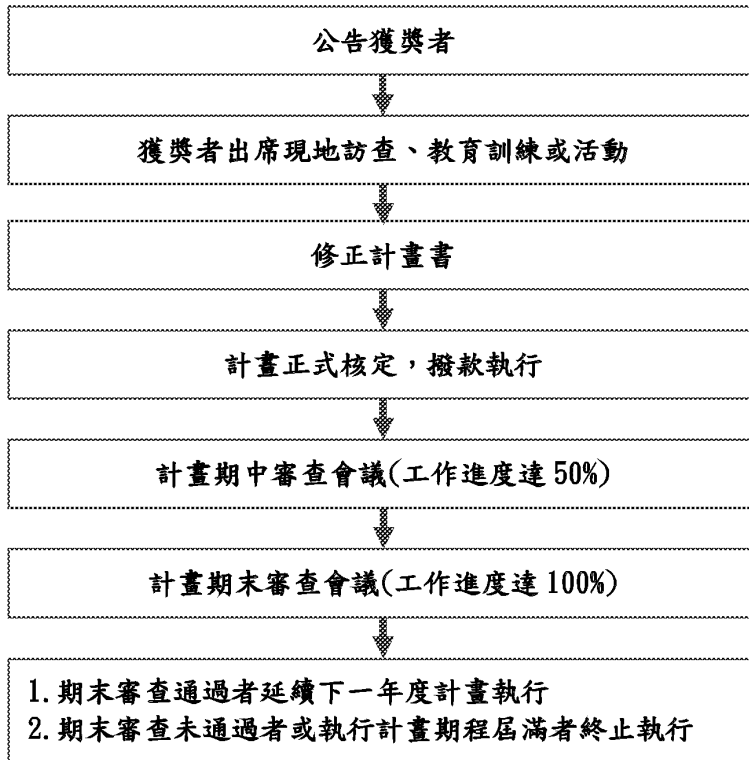 公告獲獎者
獲獎者出席現地訪查、教育訓練或活動
修正計畫書
計畫正式核定，撥款執行
計畫期中審查會議(工作進度達 50%)
計畫期末審查會議(工作進度達 100%)
1.期末審查通過者延續下一年度計畫執行
2.期末審查未通過者或執行計畫期程屆滿者終止執行